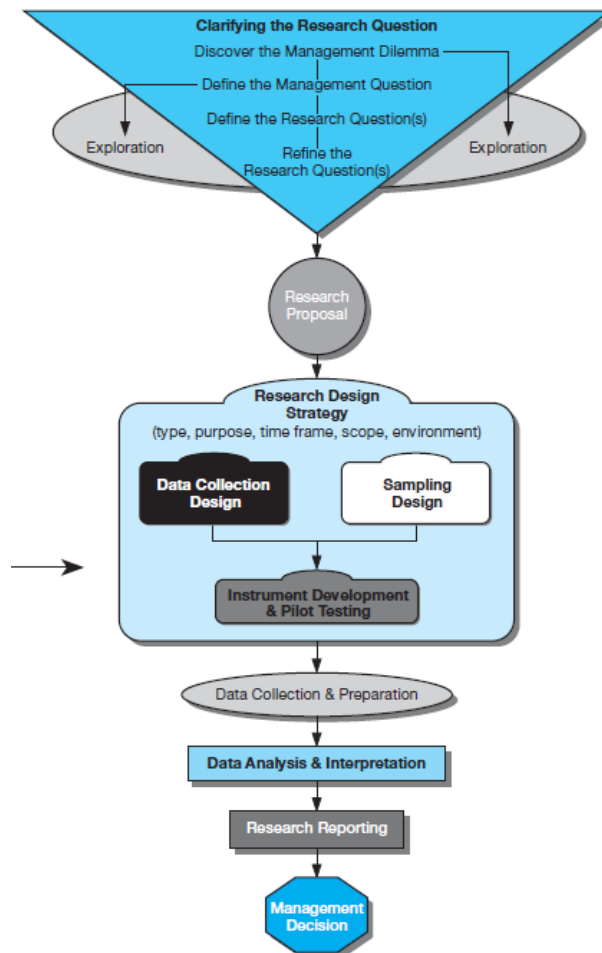 Clarifying the Research Question
Discover the Management Dilemma
Define the Management Question
Define the Research Question(s)
Exploration
Refine the
Research Question(s)
Exploration
Research
Proposal
Research Design
Strategy
(type, purpose, time frame, scope, environment)
Data Collection
Design
Sampling
Design
Instrument Development
& Pilot Testing
Data Collection & Preparation
Data Analysis & Interpretation
Research Reporting
Management
Decision